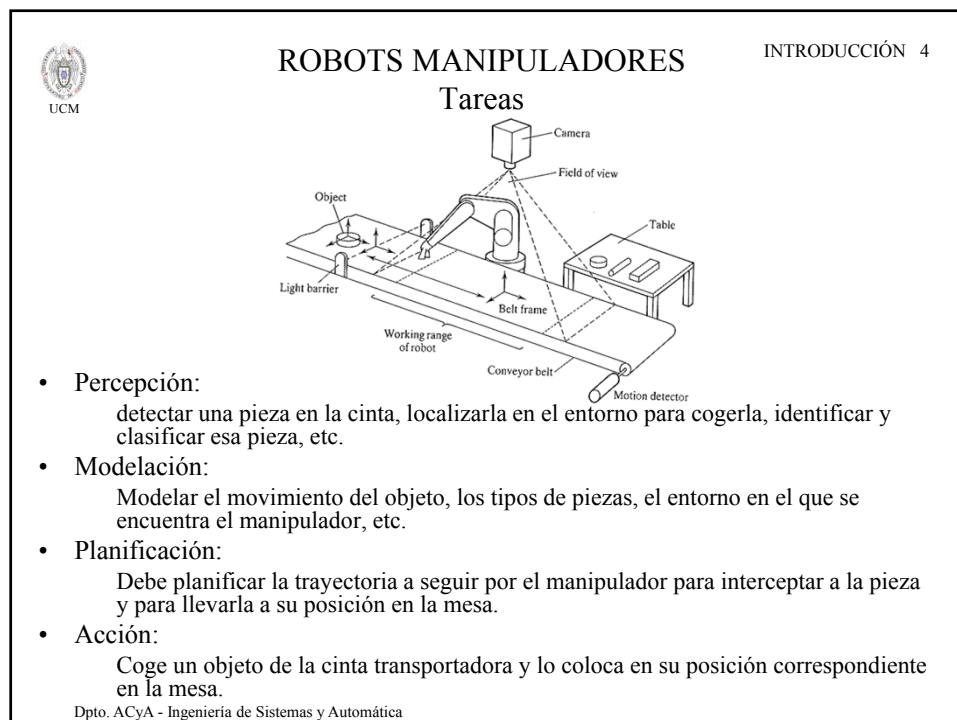 UCM
ROBOTS MANIPULADORES
Tareas
INTRODUCCIÓN 4
Camera
Field of view
Object
Table
Light barrier
Belt frame
Working range
of robot
Conveyor belt
Motion detector
• Percepción:
detectar una pieza en la cinta, localizarla en el entorno para cogerla, identificar y
clasificar esa pieza, etc.
• Modelación:
Modelar el movimiento del objeto, los tipos de piezas, el entorno en el que se
encuentra el manipulador, etc.
• Planificación:
Debe planificar la trayectoria a seguir por el manipulador para interceptar a la pieza
y para llevarla a su posición en la mesa.
• Acción:
Coge un objeto de la cinta transportadora y lo coloca en su posición correspondiente
en la mesa.
Dpto. ACyA - Ingeniería de Sistemas y Automática